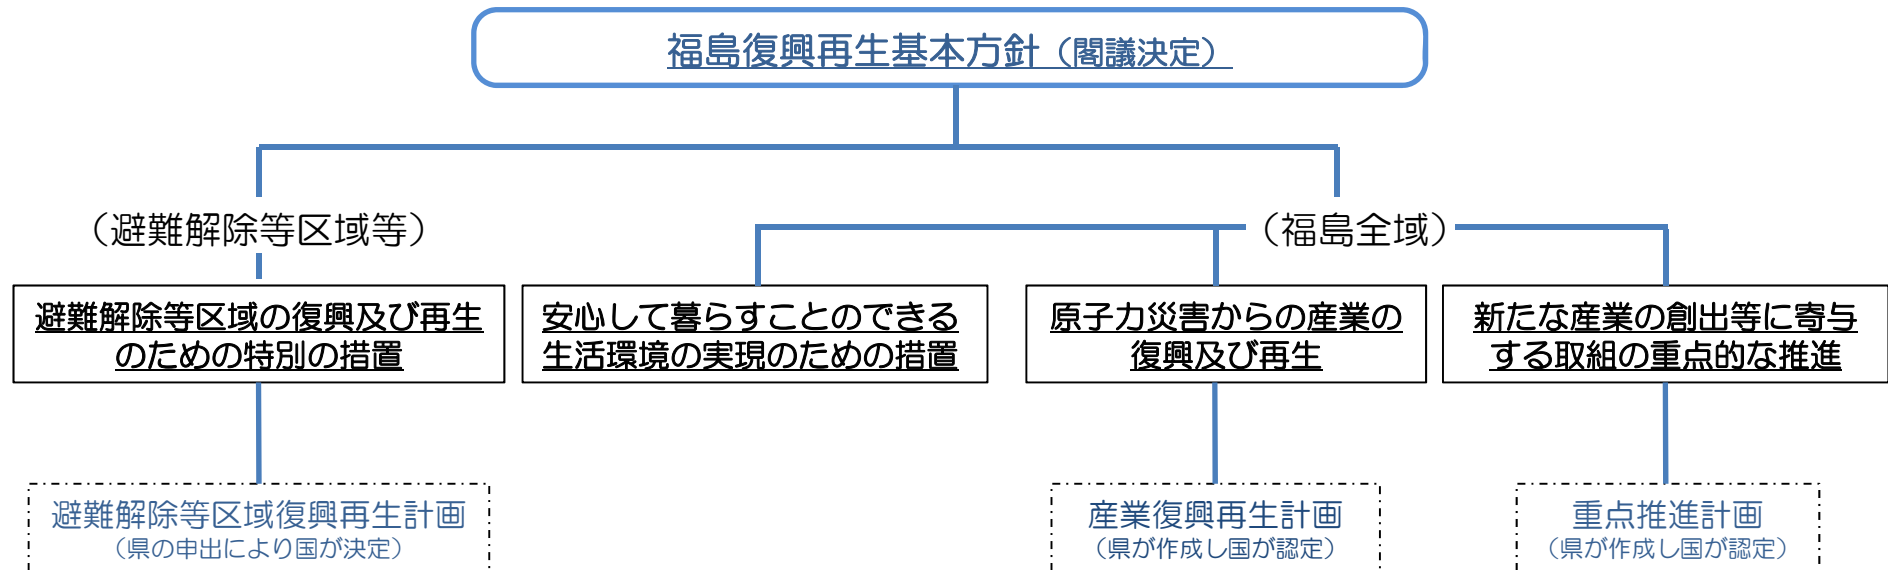 福島復興再生基本方針（閣議決定）
（避難解除等区域等）
（福島全域）
避難解除等区域の復興及び再生
のための特別の措置
安心して暮らすことのできる
生活環境の実現のための措置
原子力災害からの産業の
復興及び再生
新たな産業の創出等に寄与
する取組の重点的な推進
避難解除等区域復興再生計画
（県の申出により国が決定）
産業復興再生計画
（県が作成し国が認定）
重点推進計画
（県が作成し国が認定）